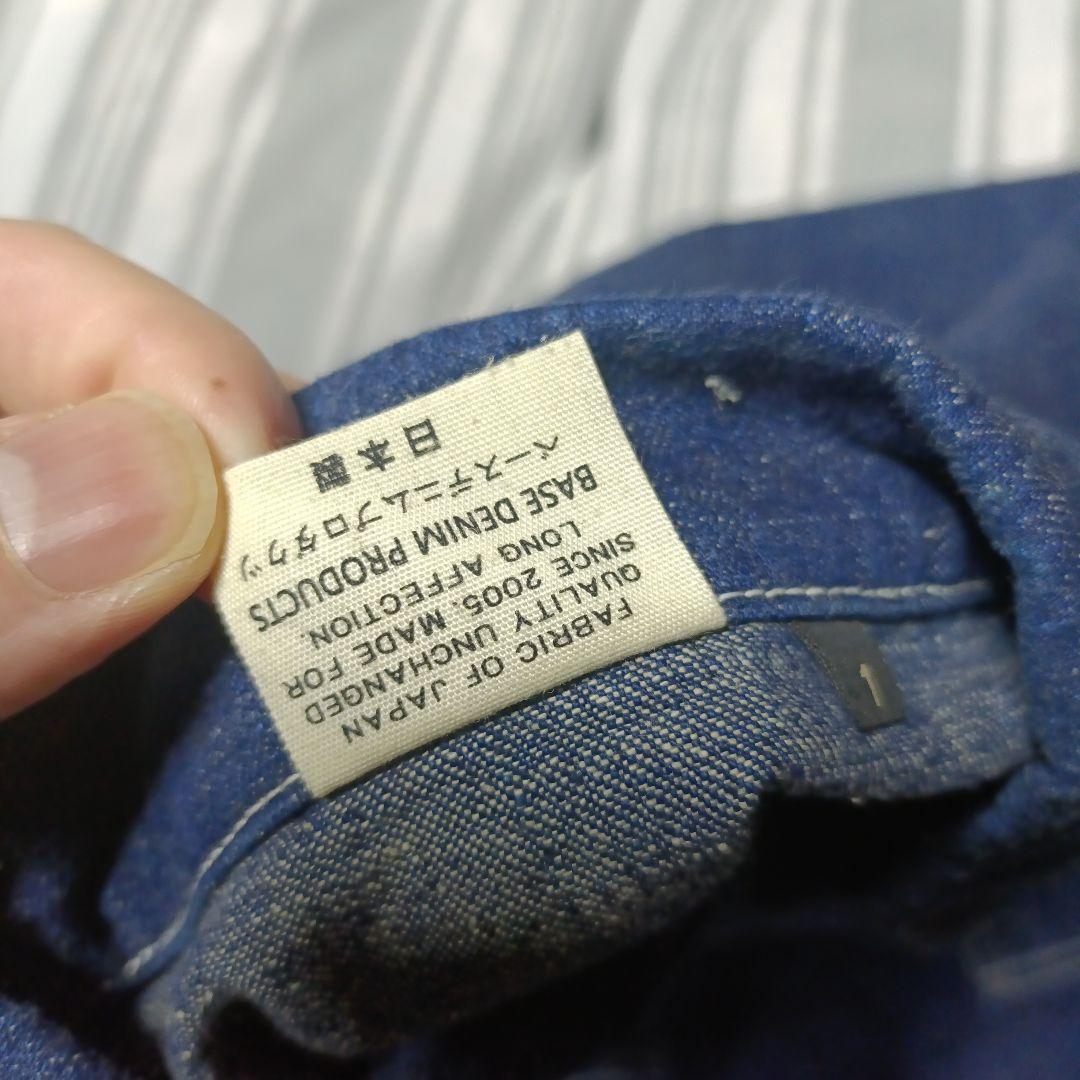 FABRIC OF JAPAN
QUALITY UNCHANGED
SINCE 2005. MADE FOR
LONG AFFECTION.
BASE DENIM PRODUCTS
ベースデニムプロダクツ
日本製
1